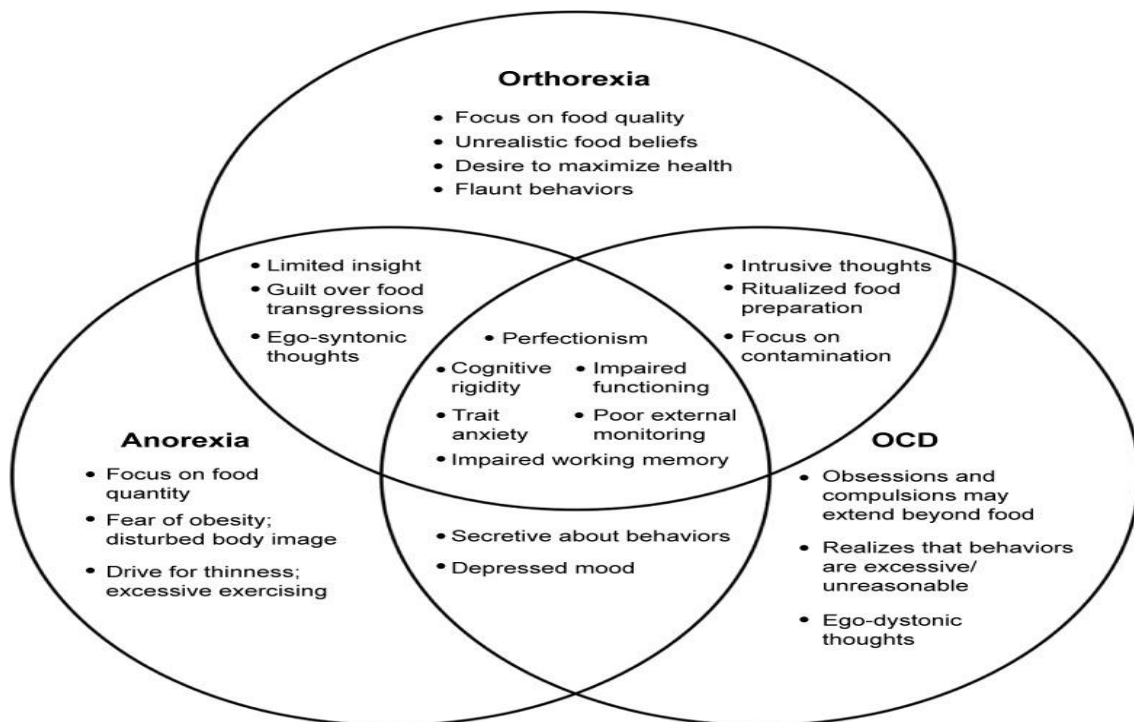 Orthorexia
• Focus on food quality
• Unrealistic food beliefs
• Desire to maximize health
• Flaunt behaviors
• Limited insight
• Guilt over food
transgressions
• Ego-syntonic
thoughts
• Intrusive thoughts
• Ritualized food
preparation
• Focus on
contamination
• Perfectionism
• Cognitive
rigidity
• Impaired
functioning
• Trait
anxiety
• Poor external
monitoring
• Impaired working memory
Anorexia
• Focus on food
quantity
• Fear of obesity;
disturbed body image
• Drive for thinness;
excessive exercising
OCD
• Obsessions and
compulsions may
extend beyond food
• Realizes that behaviors
are excessive/
unreasonable
• Ego-dystonic
thoughts
• Secretive about behaviors
• Depressed mood